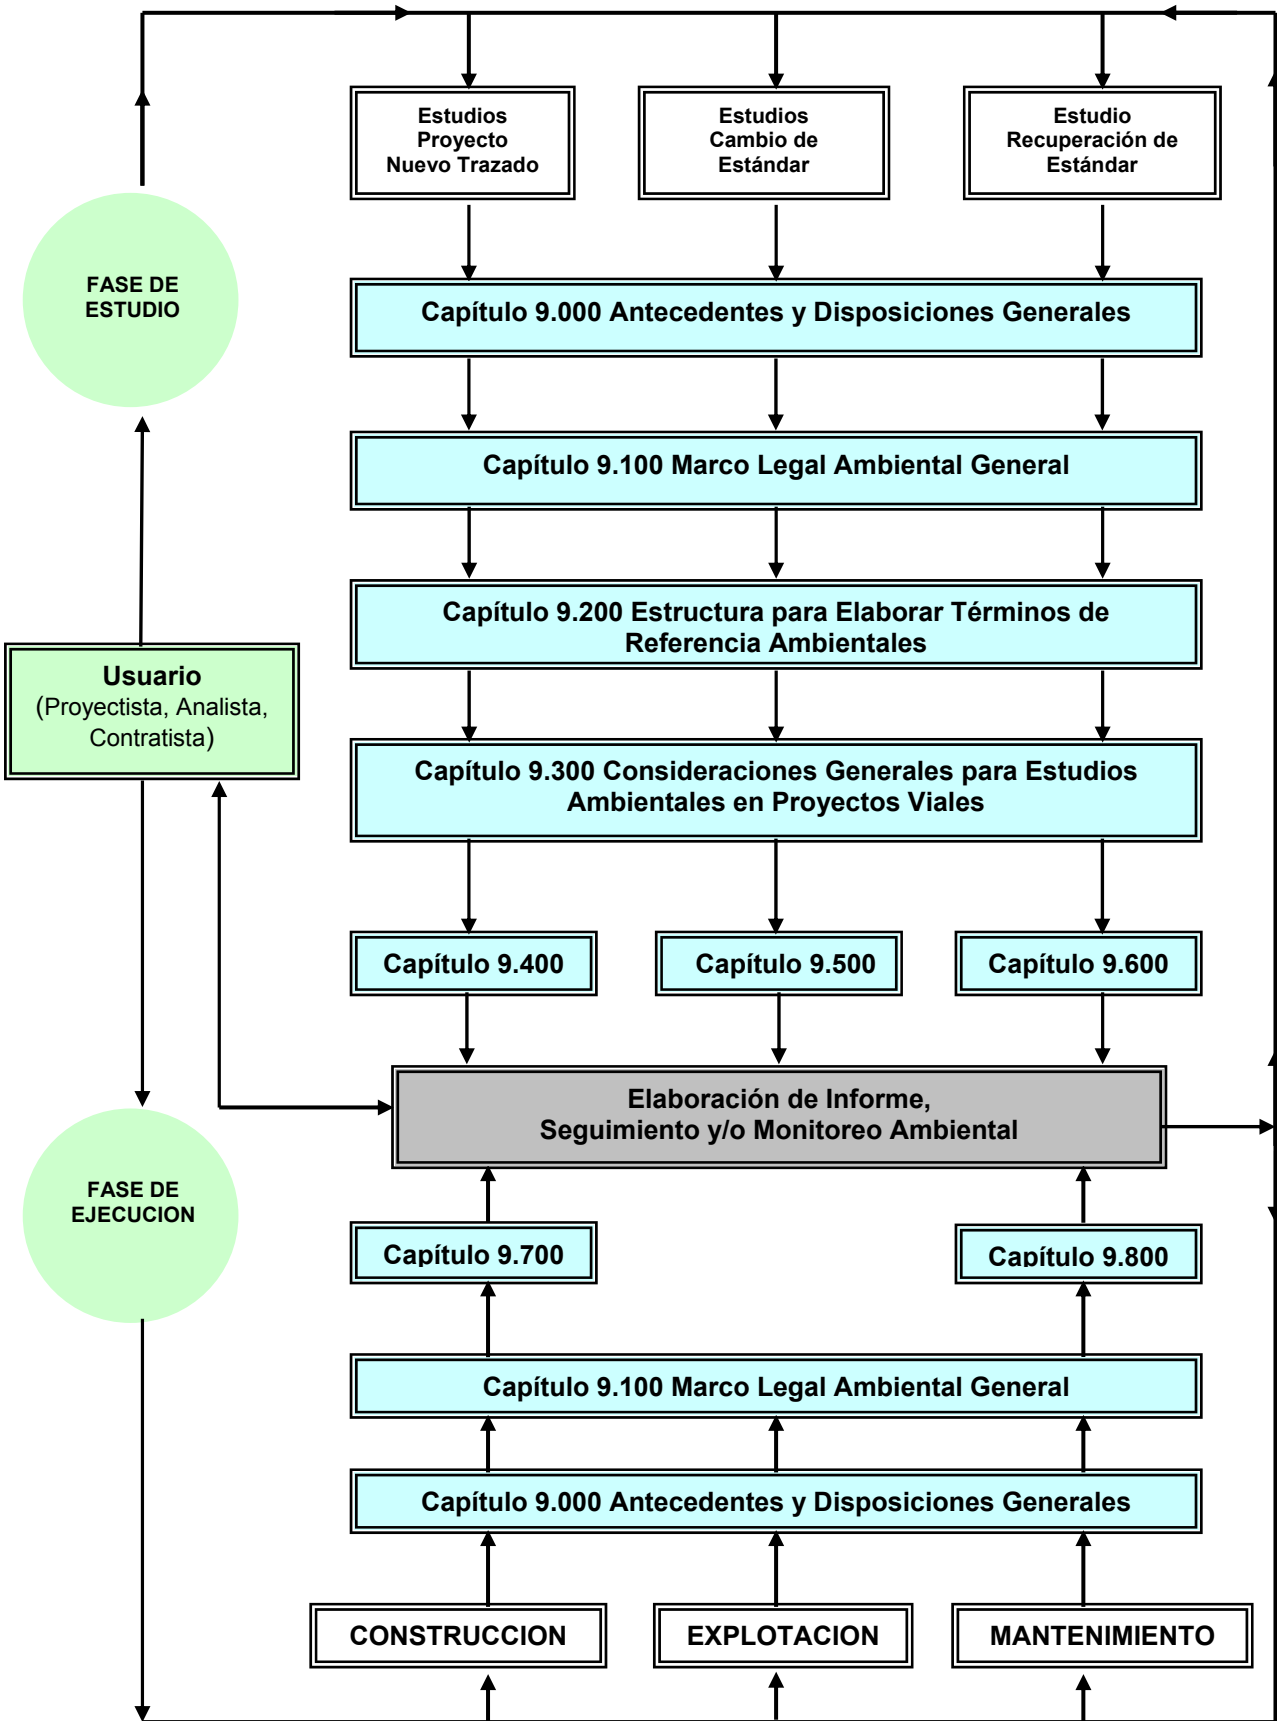 Estudios
Proyecto
Nuevo Trazado
Estudios
Cambio de
Estándar
Estudio
Recuperación de
Estándar
FASE DE
ESTUDIO
Capítulo 9.000 Antecedentes y Disposiciones Generales
Capítulo 9.100 Marco Legal Ambiental General
Capítulo 9.200 Estructura para Elaborar Términos de
Referencia Ambientales
Usuario
(Proyectista, Analista,
Contratista)
Capítulo 9.300 Consideraciones Generales para Estudios
Ambientales en Proyectos Viales
Capítulo 9.400
Capítulo 9.500
Capítulo 9.600
Elaboración de Informe,
Seguimiento y/o Monitoreo Ambiental
FASE DE
EJECUCION
Capítulo 9.700
Capítulo 9.800
Capítulo 9.100 Marco Legal Ambiental General
Capítulo 9.000 Antecedentes y Disposiciones Generales
CONSTRUCCION
EXPLOTACION
MANTENIMIENTO